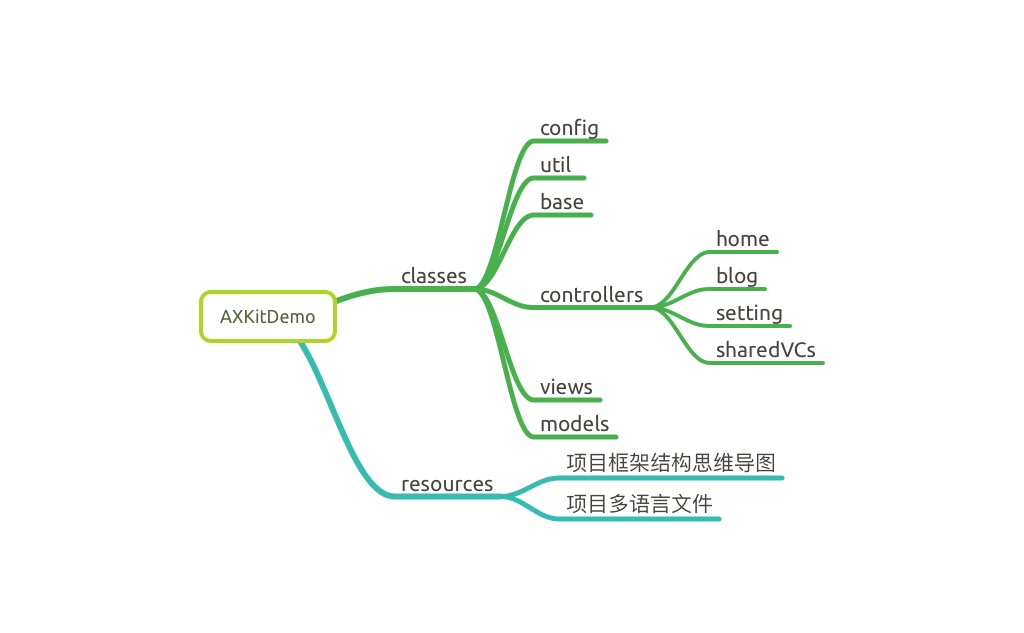 AXKitDemo
classes
config
util
base
controllers
home
blog
setting
sharedVCs
views
models
resources
项目框架结构思维导图
项目多语言文件